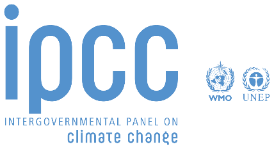 ipcc
INTERGOVERNMENTAL PANEL ON
climate change
WMO
UNEP